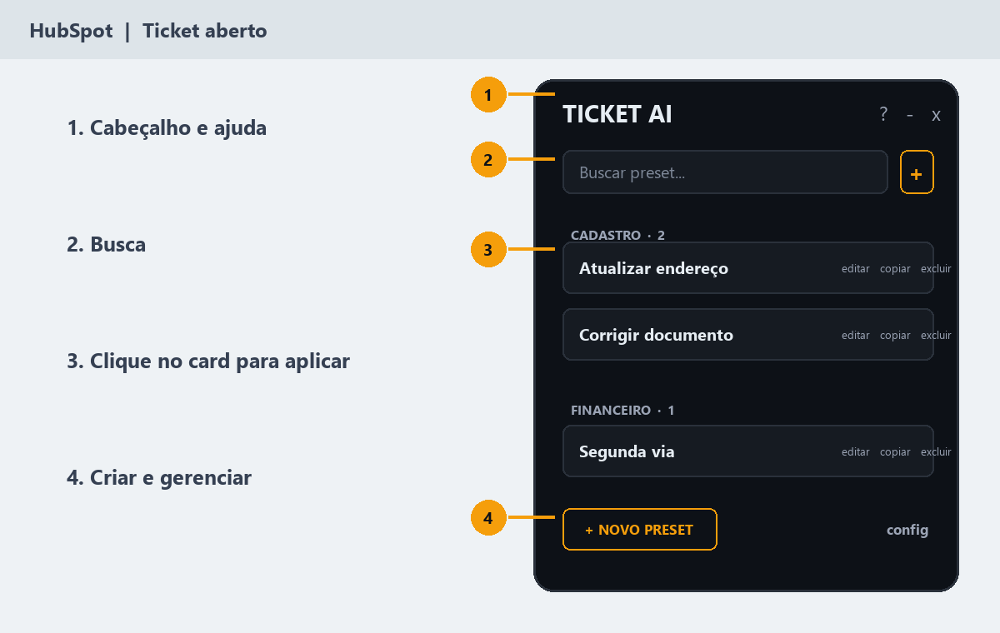 HubSpot | Ticket aberto
1. Cabeçalho e ajuda
2. Busca
3. Clique no card para aplicar
4. Criar e gerenciar
1
TICKET AI ? - x
2
Buscar preset... +
CADASTRO · 2
3
Atualizar endereço editar copiar excluir
Corrigir documento editar copiar excluir
FINANCEIRO · 1
Segunda via editar copiar excluir
4
+ NOVO PRESET config